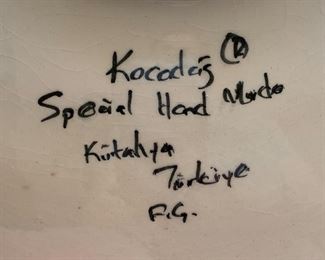 Kocadağ ®
Special Hand Made
Kütahya
Türkiye
F.G.